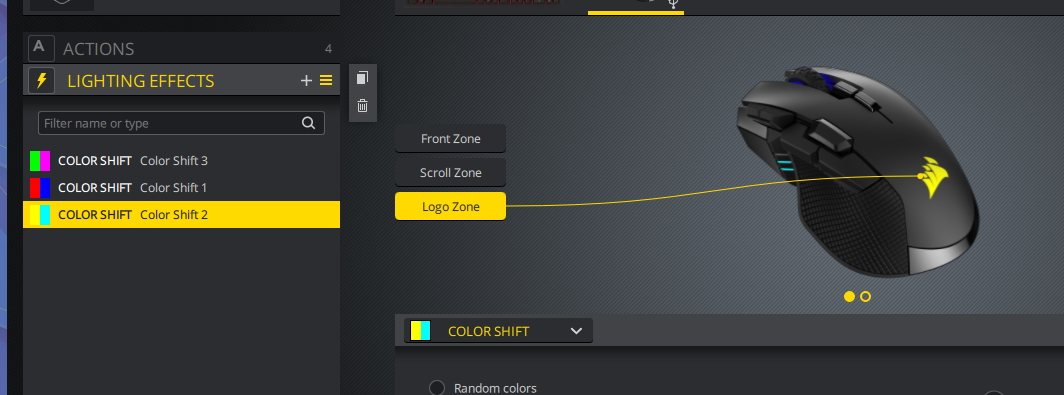 A ACTIONS 4
LIGHTING EFFECTS
Filter name or type
COLOR SHIFT Color Shift 3
COLOR SHIFT Color Shift 1
COLOR SHIFT Color Shift 2
Front Zone
Scroll Zone
Logo Zone
COLOR SHIFT
Random colors